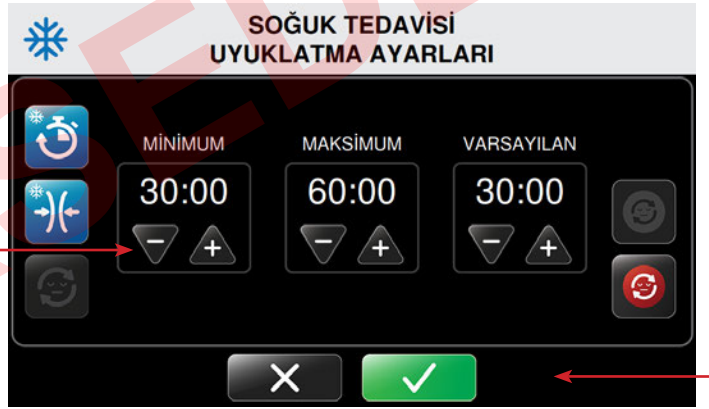 SOĞUK TEDAVİSİ
UYUKLATMA AYARLARI
MİNİMUM
MAKSİMUM
VARSAYILAN
30:00
60:00
30:00